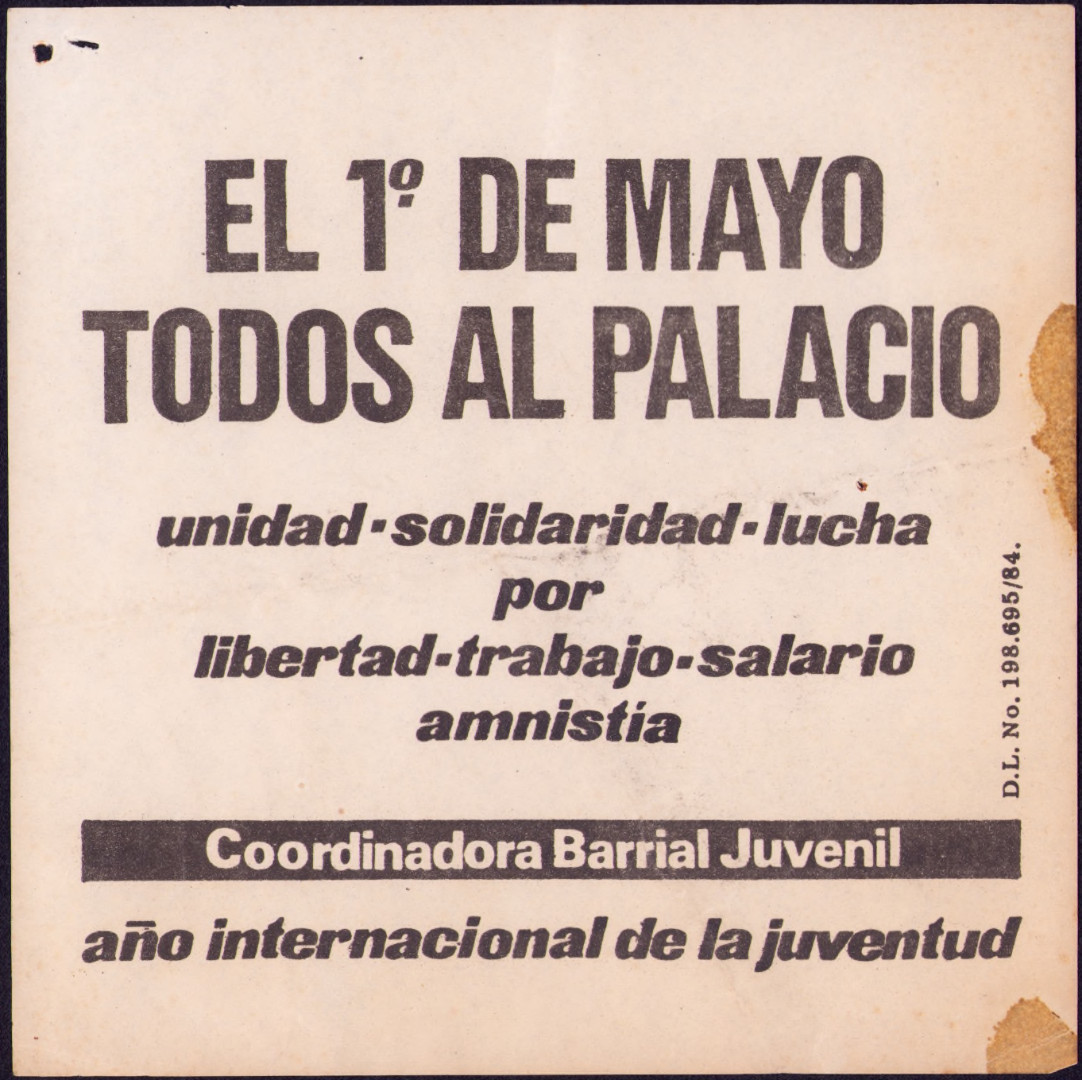 EL 1º DE MAYO
TODOS AL PALACIO
unidad·solidaridad·lucha
por
libertad·trabajo·salario
amnistía
D.L. No. 198.695/84.
Coordinadora Barrial Juvenil
año internacional de la juventud